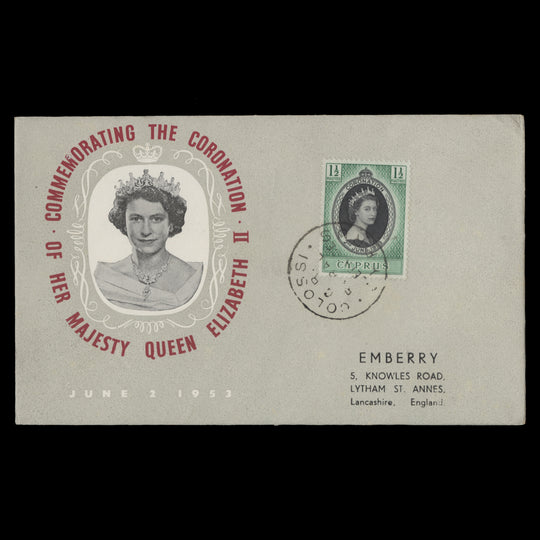 COMMEMORATING THE CORONATION · II
OF HER MAJESTY QUEEN ELIZABETH
JUNE 2 1953
1½ 1½
CORONATION
CYPRUS
COLOSSI
EMBERRY
5, KNOWLES ROAD,
LYTHAM ST. ANNES,
Lancashire, England.